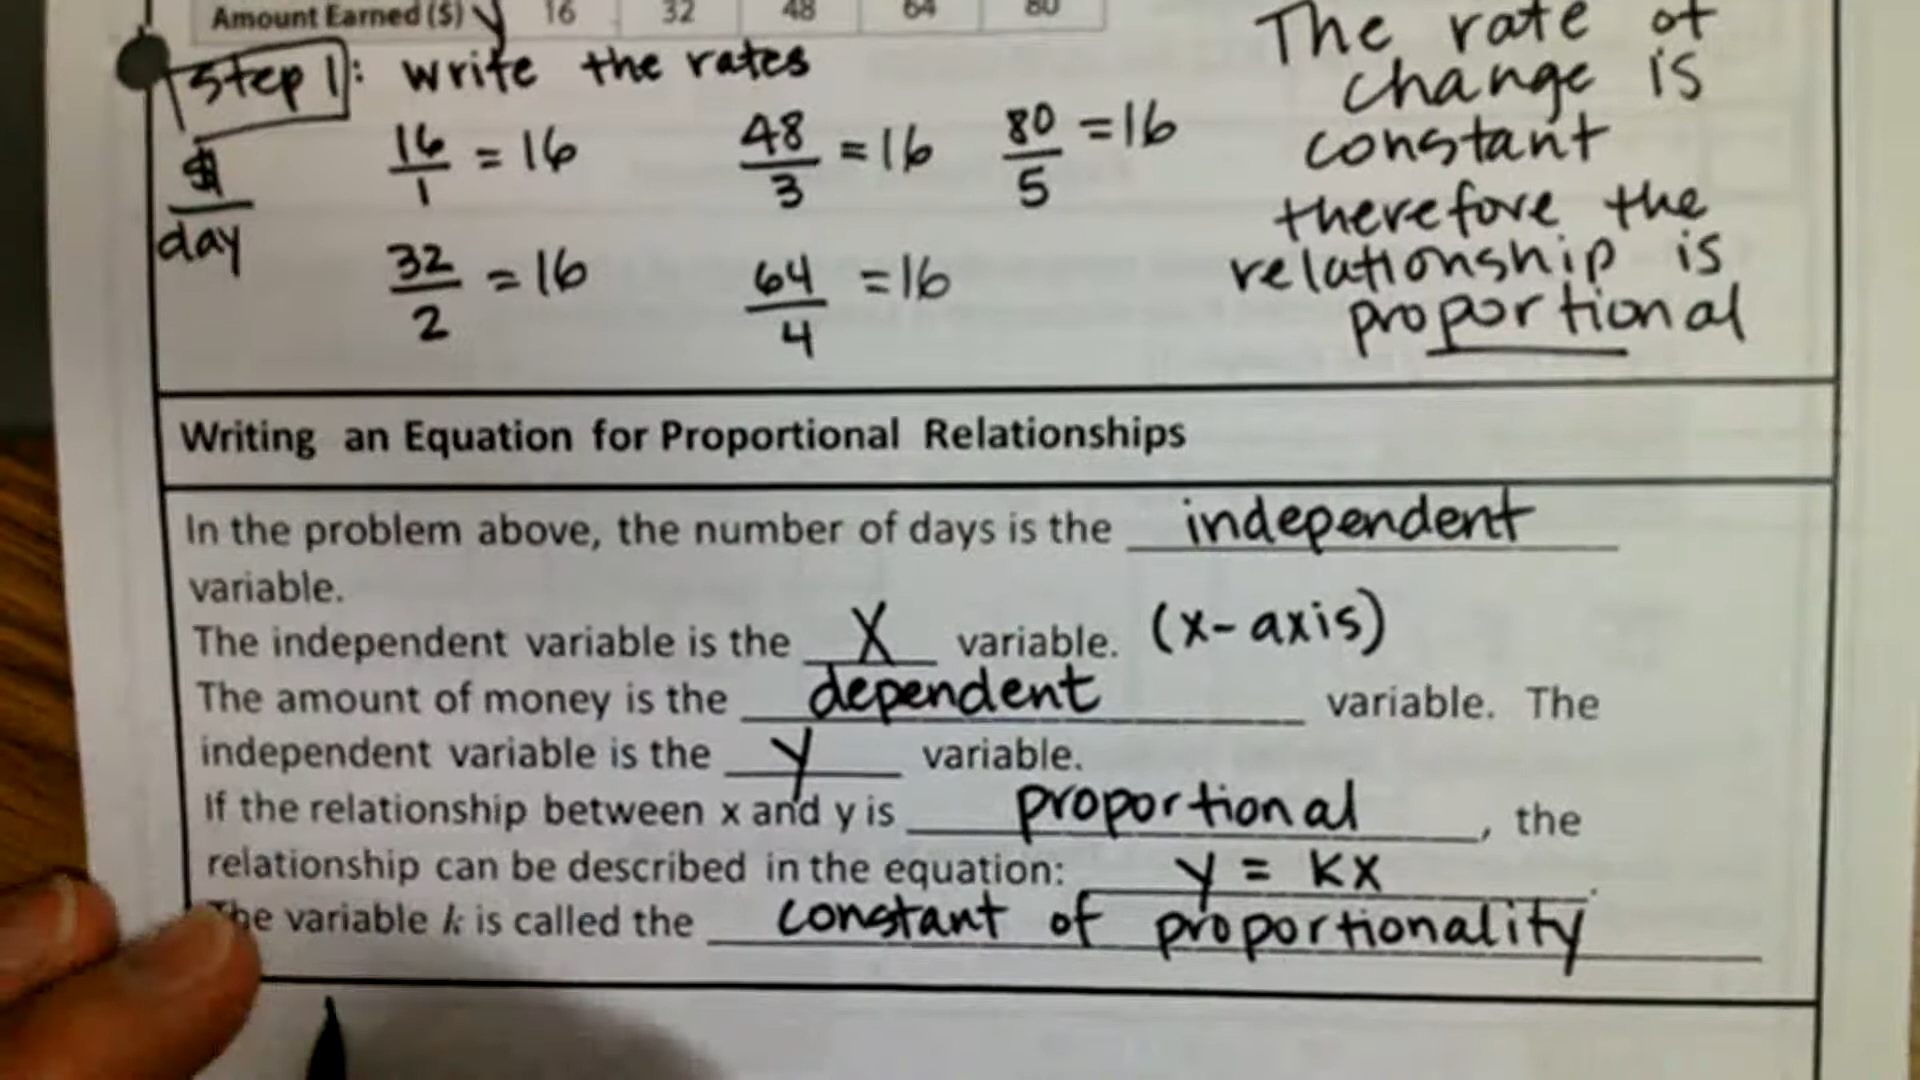 Amount Earned ($) y 16 32 48 64 80
Step 1: write the rates
$/day
16/1 = 16
48/3 = 16
80/5 = 16
32/2 = 16
64/4 = 16
The rate of
change is
constant
therefore the
relationship is
proportional
Writing an Equation for Proportional Relationships
In the problem above, the number of days is the independent
variable.
The independent variable is the X variable. (x-axis)
The amount of money is the dependent variable. The
independent variable is the y variable.
If the relationship between x and y is proportional, the
relationship can be described in the equation: y = kx.
The variable k is called the constant of proportionality